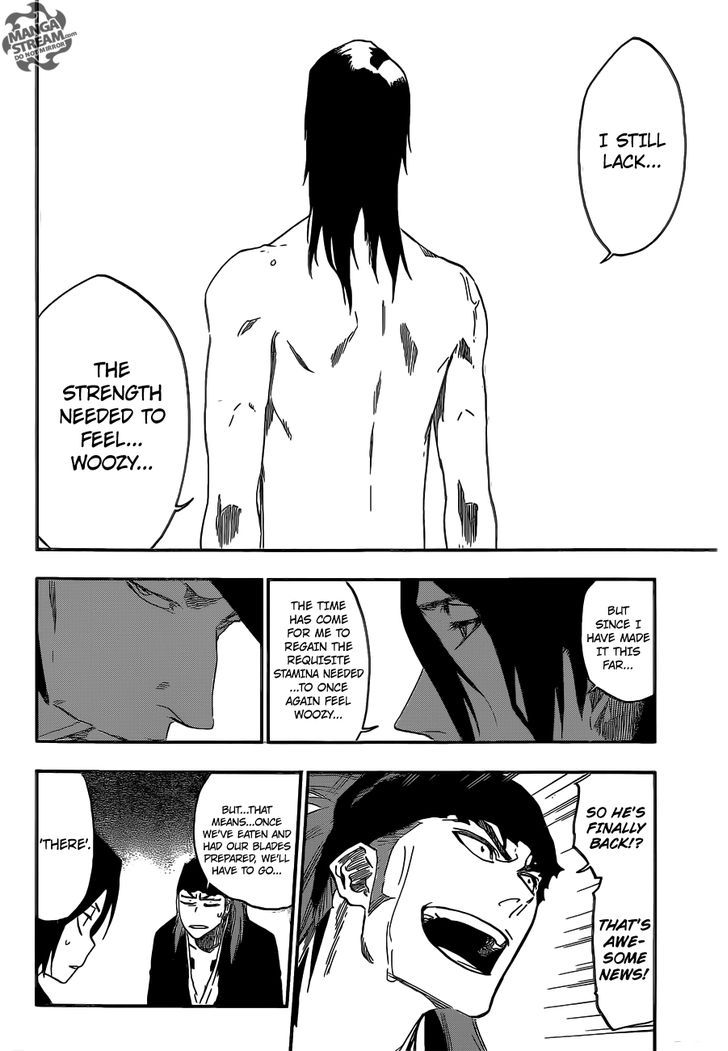 MANGA
STREAM.com
DO NOT MIRROR
I STILL
LACK...
THE
STRENGTH
NEEDED TO
FEEL...
WOOZY...
BUT
SINCE I
HAVE MADE
IT THIS
FAR...
THE TIME
HAS COME
FOR ME TO
REGAIN THE
REQUISITE
STAMINA NEEDED
...TO ONCE
AGAIN FEEL
WOOZY...
SO HE'S
FINALLY
BACK!?
THAT'S
AWE-
SOME
NEWS!
BUT...THAT
MEANS...ONCE
WE'VE EATEN AND
HAD OUR BLADES
PREPARED, WE'LL
HAVE TO GO...
'THERE'.